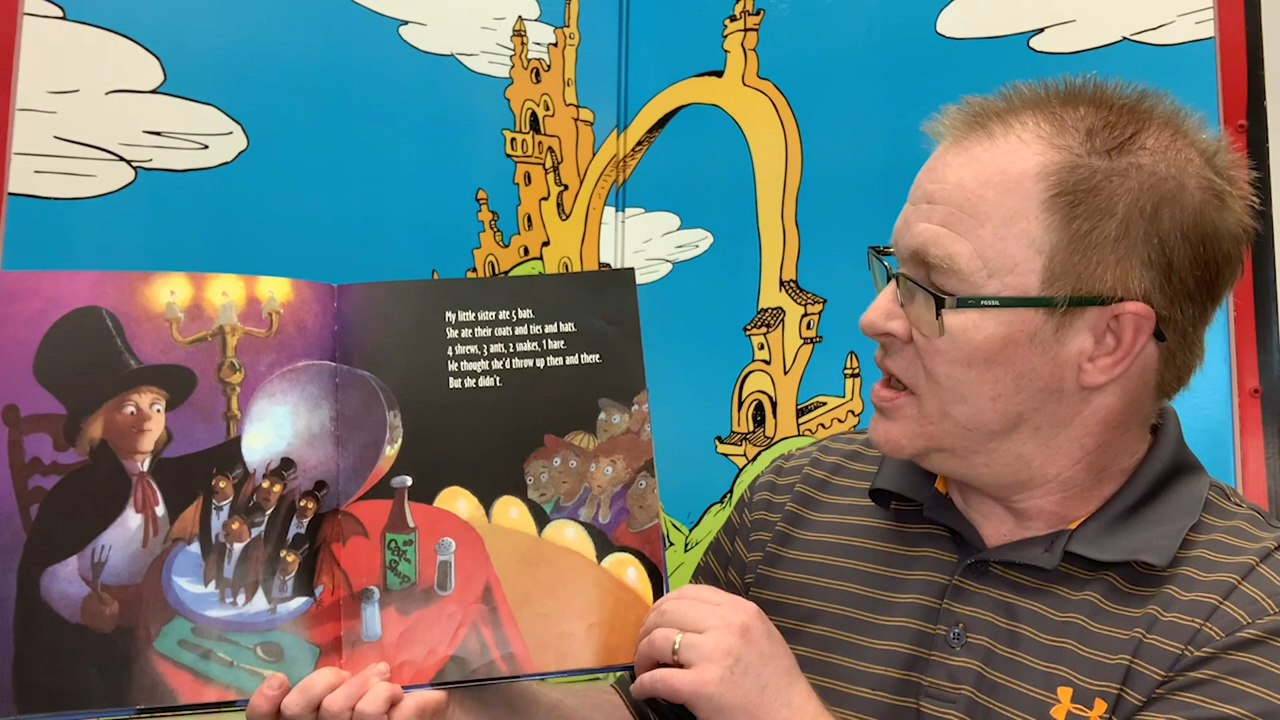 My little sister ate 5 bats.
She ate their coats and ties and hats.
4 shrews, 3 ants, 2 snakes, 1 hare.
We thought she'd throw up then and there.
But she didn't.
FOSSIL